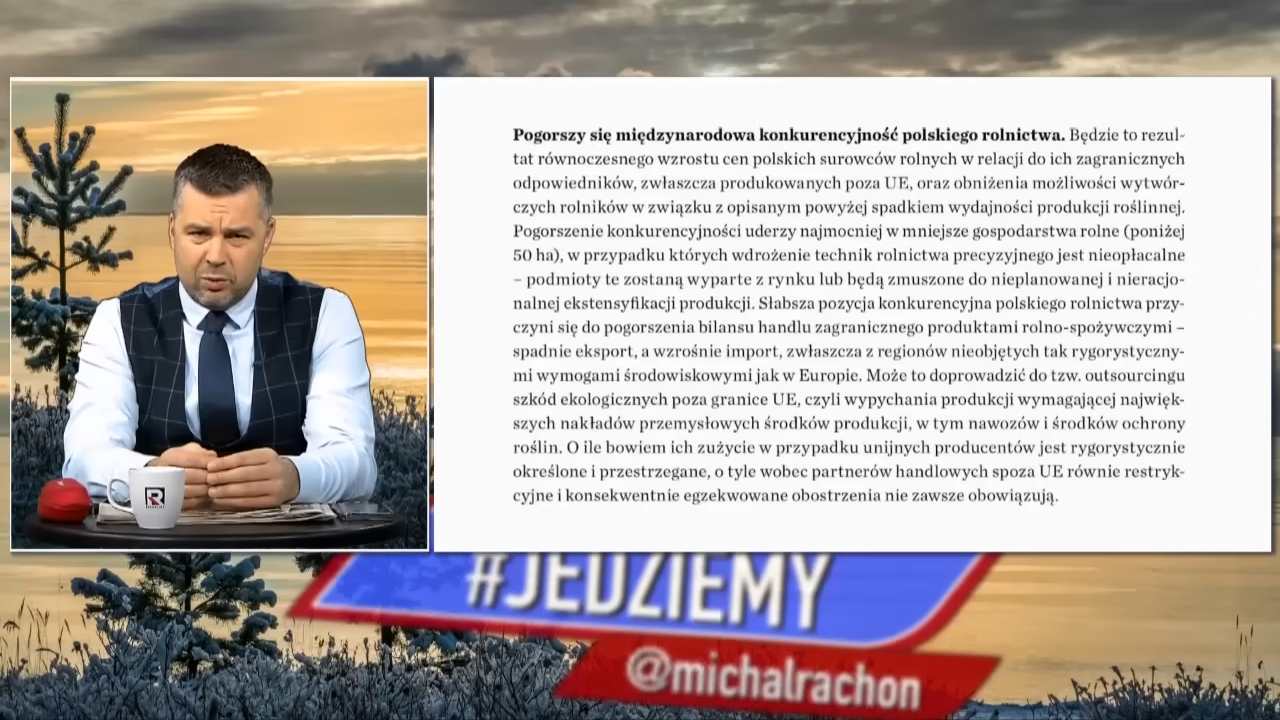 Pogorszy się międzynarodowa konkurencyjność polskiego rolnictwa. Będzie to rezul-
tat równoczesnego wzrostu cen polskich surowców rolnych w relacji do ich zagranicznych
odpowiedników, zwłaszcza produkowanych poza UE, oraz obniżenia możliwości wytwór-
czych rolników w związku z opisanym powyżej spadkiem wydajności produkcji roślinnej.
Pogorszenie konkurencyjności uderzy najmocniej w mniejsze gospodarstwa rolne (poniżej
50 ha), w przypadku których wdrożenie technik rolnictwa precyzyjnego jest nieopłacalne
– podmioty te zostaną wyparte z rynku lub będą zmuszone do nieplanowanej i nieracjo-
nalnej ekstensyfikacji produkcji. Słabsza pozycja konkurencyjna polskiego rolnictwa przy-
czyni się do pogorszenia bilansu handlu zagranicznego produktami rolno-spożywczymi –
spadnie eksport, a wzrośnie import, zwłaszcza z regionów nieobjętych tak rygorystyczny-
mi wymogami środowiskowymi jak w Europie. Może to doprowadzić do tzw. outsourcingu
szkód ekologicznych poza granice UE, czyli wypychania produkcji wymagającej najwięk-
szych nakładów przemysłowych środków produkcji, w tym nawozów i środków ochrony
roślin. O ile bowiem ich zużycie w przypadku unijnych producentów jest rygorystycznie
określone i przestrzegane, o tyle wobec partnerów handlowych spoza UE równie restryk-
cyjne i konsekwentnie egzekwowane obostrzenia nie zawsze obowiązują.
R
#JEDZIEMY
@michalrachon